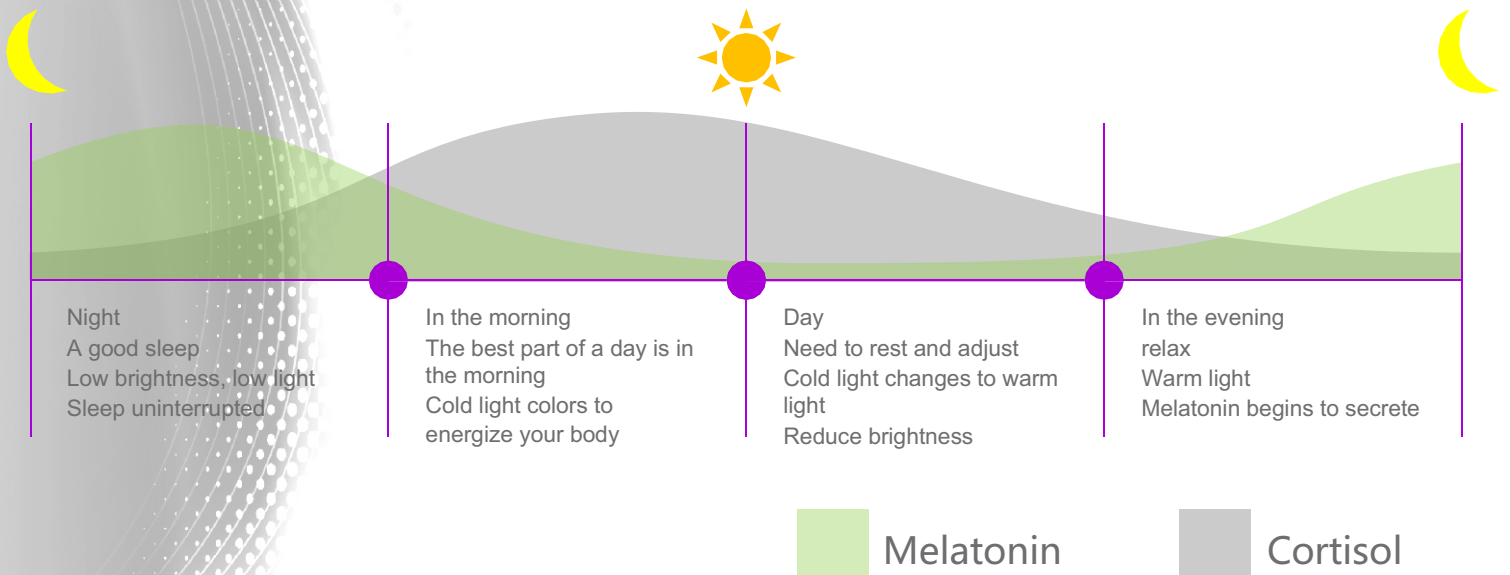 Night
A good sleep
Low brightness, low light
Sleep uninterrupted
In the morning
The best part of a day is in
the morning
Cold light colors to
energize your body
Day
Need to rest and adjust
Cold light changes to warm
light
Reduce brightness
In the evening
relax
Warm light
Melatonin begins to secrete
Melatonin
Cortisol